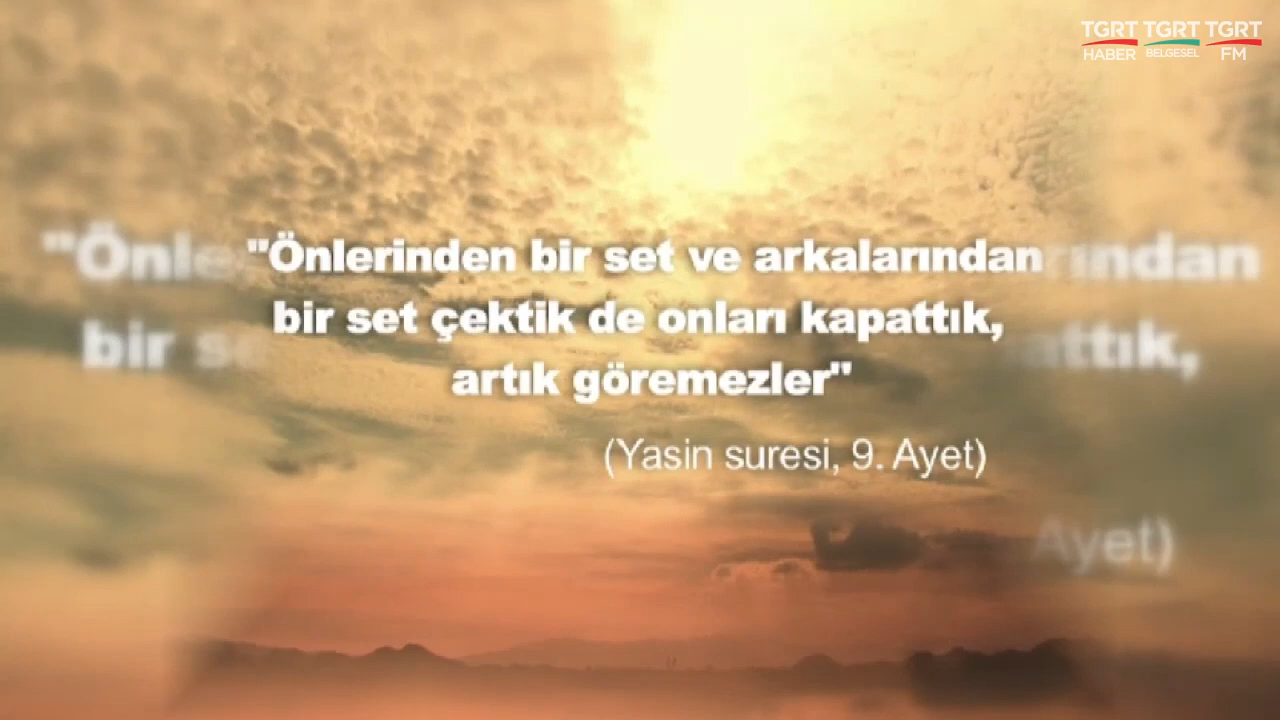 TGRT TGRT TGRT
HABER BELGESEL FM
"Önlerinden bir set ve arkalarından
bir set çektik de onları kapattık,
artık göremezler"
(Yasin suresi, 9. Ayet)